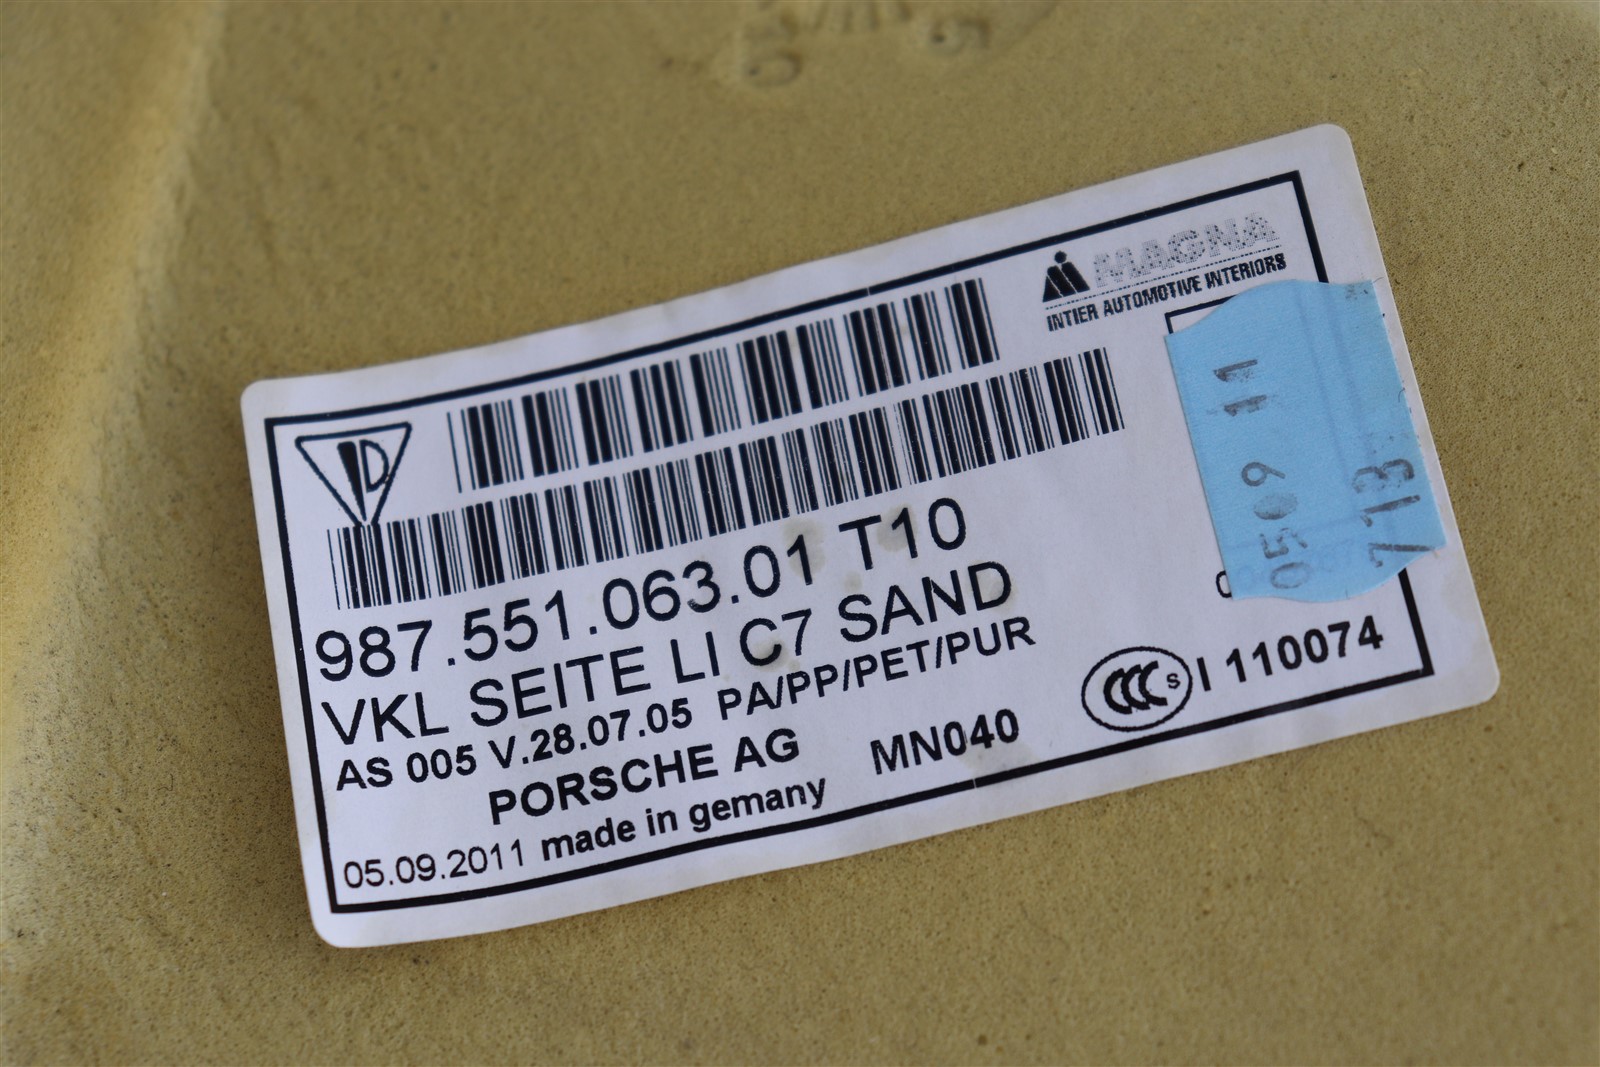 MAGNA
INTIER AUTOMOTIVE INTERIORS
987.551.063.01 T10
VKL SEITE LI C7 SAND
AS 005 V.28.07.05 PA/PP/PET/PUR
PORSCHE AG MN040
05.09.2011 made in gemany
CCC S I 110074
0509 11
713